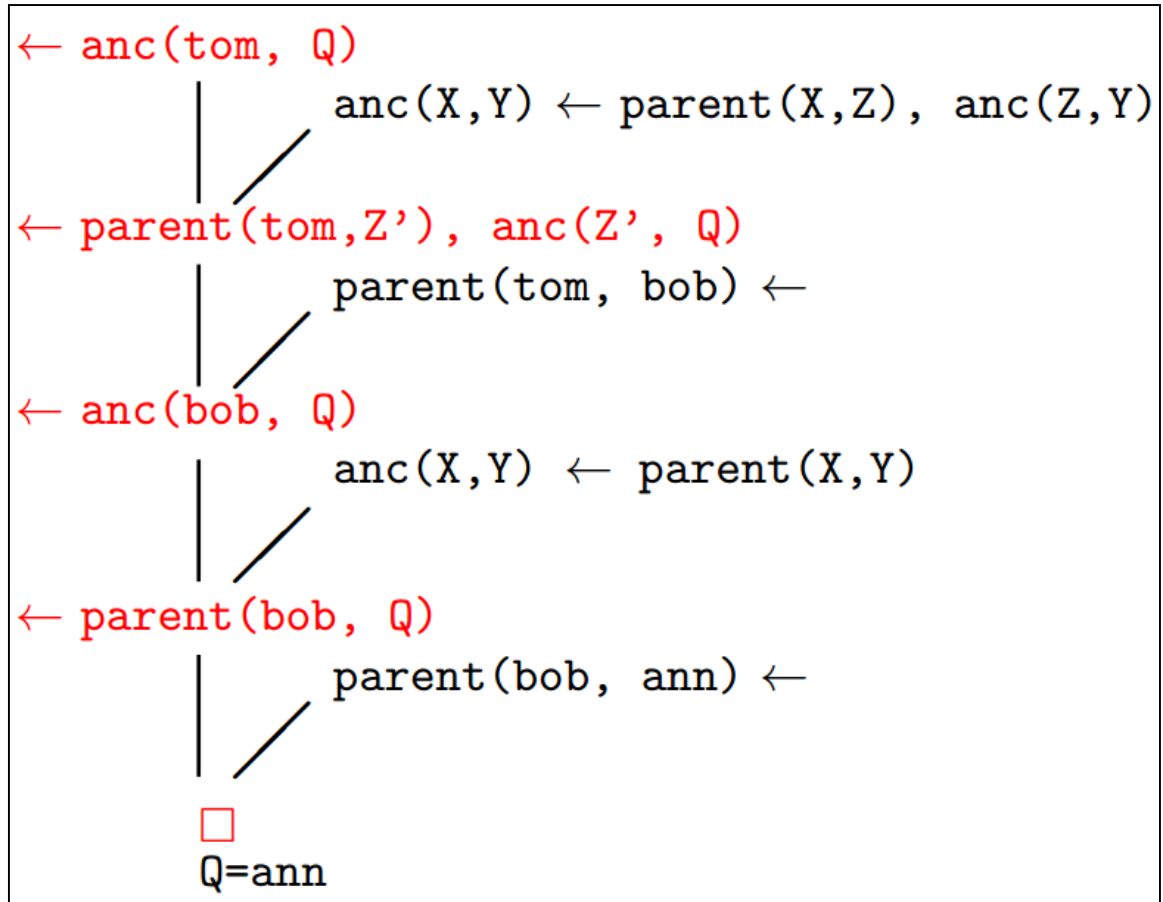 ← anc(tom, Q)
anc(X,Y) ← parent(X,Z), anc(Z,Y)
← parent(tom,Z’), anc(Z’, Q)
parent(tom, bob) ←
← anc(bob, Q)
anc(X,Y) ← parent(X,Y)
← parent(bob, Q)
parent(bob, ann) ←
□
Q=ann